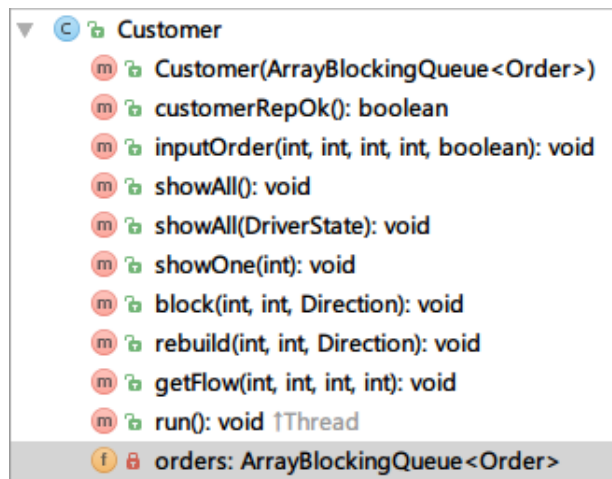 Customer
Customer(ArrayBlockingQueue<Order>)
customerRepOk(): boolean
inputOrder(int, int, int, int, boolean): void
showAll(): void
showAll(DriverState): void
showOne(int): void
block(int, int, Direction): void
rebuild(int, int, Direction): void
getFlow(int, int, int, int): void
run(): void ↑Thread
orders: ArrayBlockingQueue<Order>